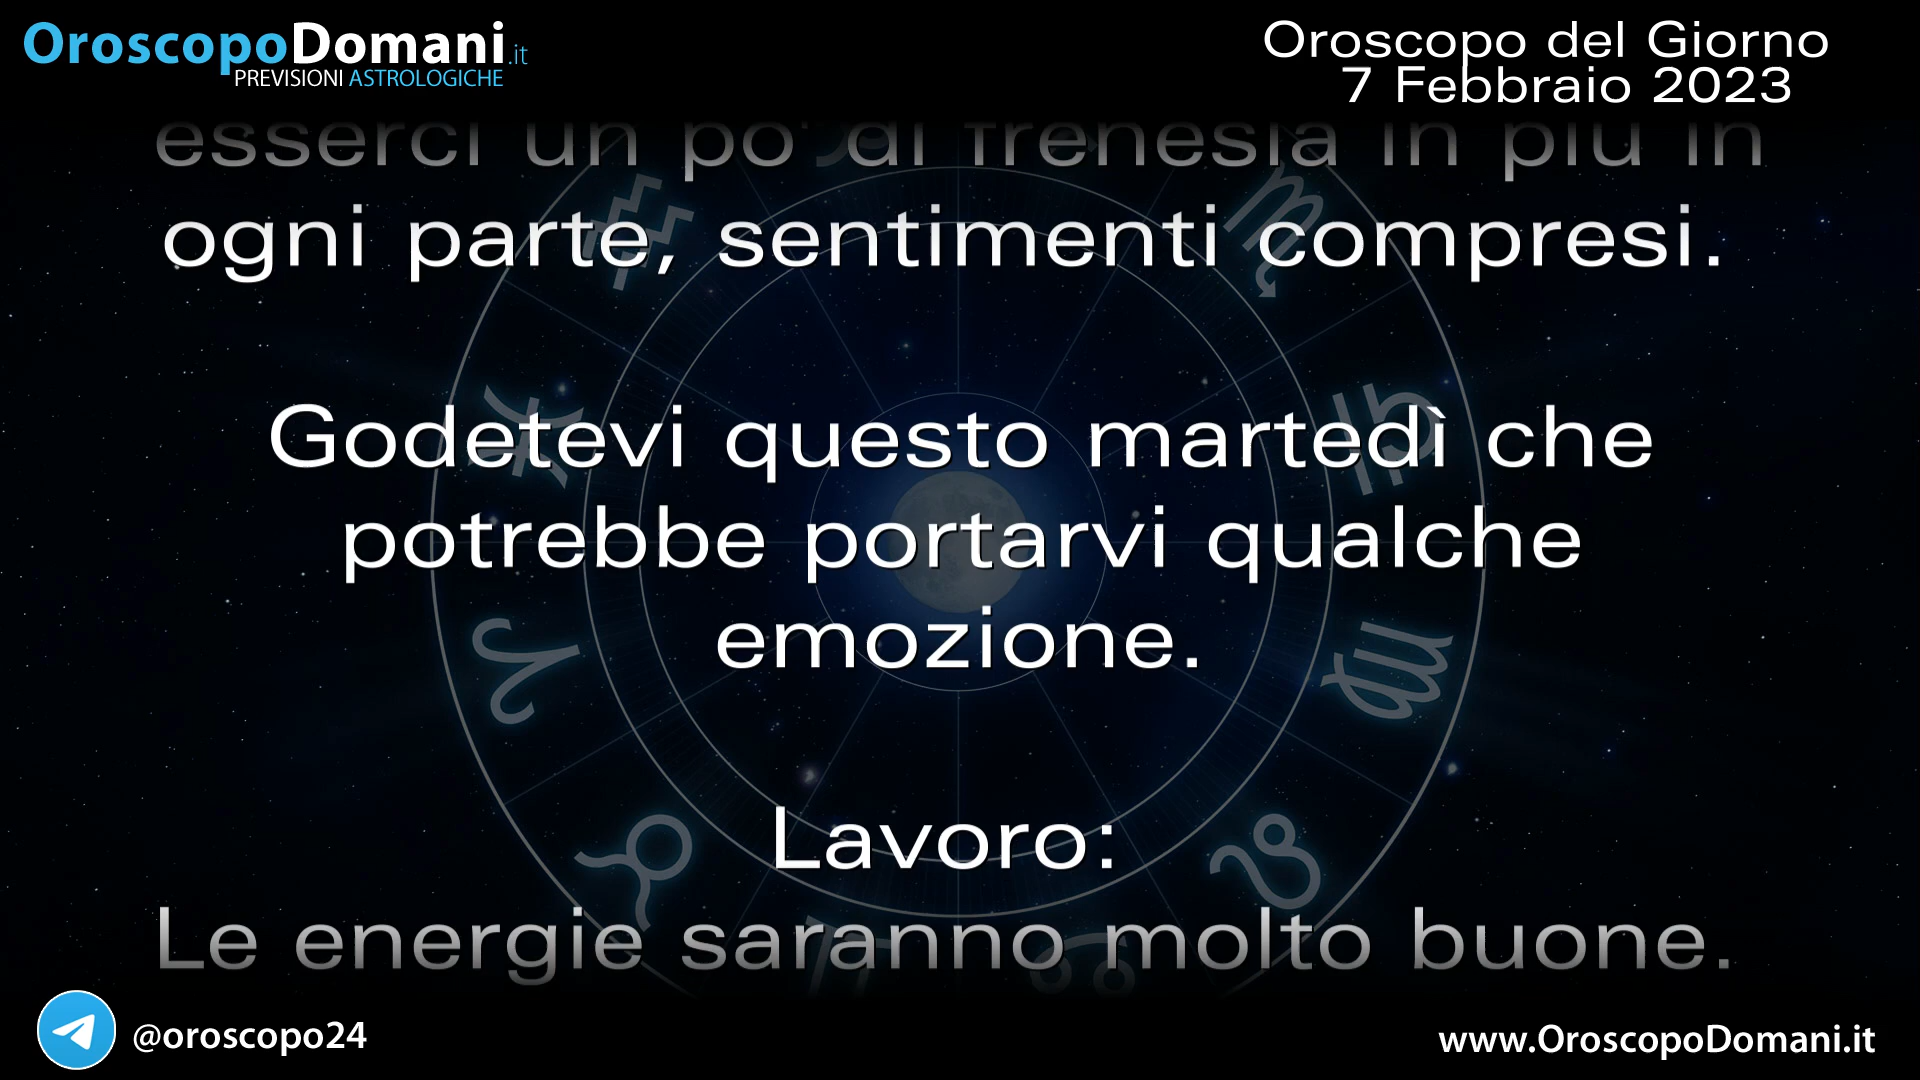 OroscopoDomani.it
PREVISIONI ASTROLOGICHE
Oroscopo del Giorno
7 Febbraio 2023
esserci un po' di frenesia in più in
ogni parte, sentimenti compresi.
Godetevi questo martedì che
potrebbe portarvi qualche
emozione.
Lavoro:
Le energie saranno molto buone.
@oroscopo24
www.OroscopoDomani.it